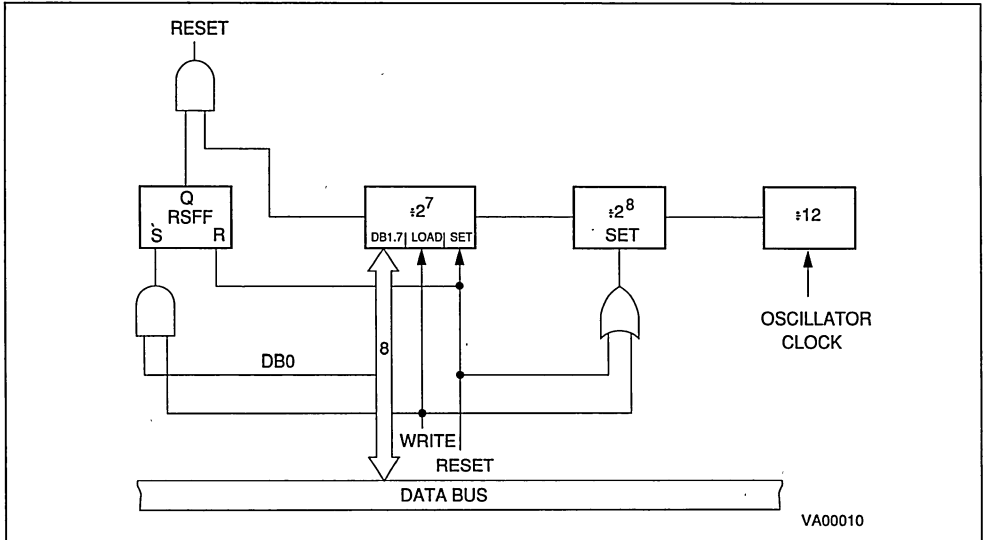 RESET
Q
RSFF
S R
÷2⁷
DB1.7 | LOAD | SET
÷2⁸
SET
÷12
OSCILLATOR
CLOCK
8
DB0
WRITE
RESET
DATA BUS
VA00010